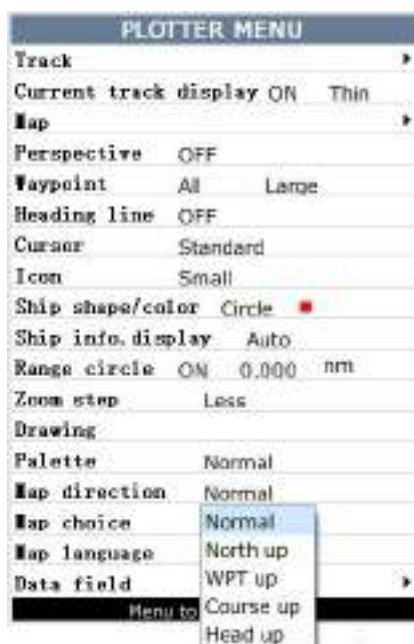 PLOTTER MENU
Track
Current track display ON Thin
Map
Perspective OFF
Waypoint All Large
Heading line OFF
Cursor Standard
Icon Small
Ship shape/color Circle
Ship info.display Auto
Range circle ON 0.000 nm
Zoom step Less
Drawing
Palette Normal
Map direction Normal
Map choice Normal
Map language North up
Data field WPT up
Menu to Course up
Head up